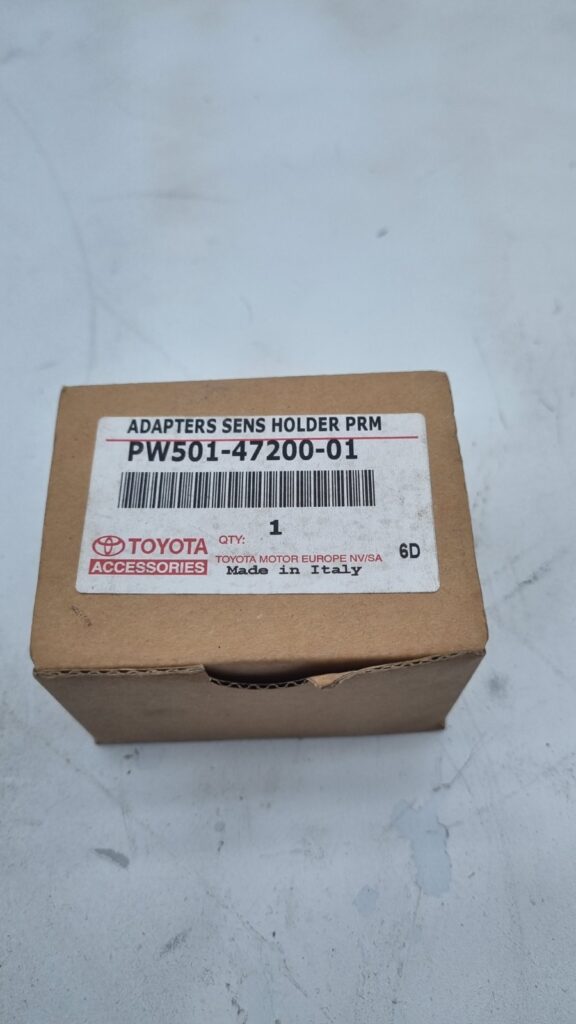 ADAPTERS SENS HOLDER PRM
PW501-47200-01
QTY: 1
TOYOTA
ACCESSORIES
TOYOTA MOTOR EUROPE NV/SA
Made in Italy
6D